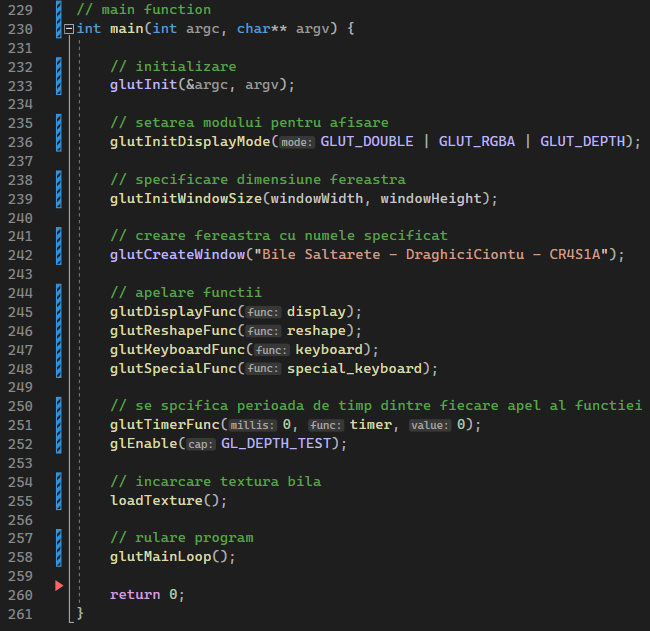 229 // main function
230 int main(int argc, char** argv) {
231
232 // initializare
233 glutInit(&argc, argv);
234
235 // setarea modului pentru afisare
236 glutInitDisplayMode(mode: GLUT_DOUBLE | GLUT_RGBA | GLUT_DEPTH);
237
238 // specificare dimensiune fereastra
239 glutInitWindowSize(windowWidth, windowHeight);
240
241 // creare fereastra cu numele specificat
242 glutCreateWindow("Bile Saltarete - DraghiciCiontu - CR4S1A");
243
244 // apelare functii
245 glutDisplayFunc(func: display);
246 glutReshapeFunc(func: reshape);
247 glutKeyboardFunc(func: keyboard);
248 glutSpecialFunc(func: special_keyboard);
249
250 // se spcifica perioada de timp dintre fiecare apel al functiei
251 glutTimerFunc(millis: 0, func: timer, value: 0);
252 glEnable(cap: GL_DEPTH_TEST);
253
254 // incarcare textura bila
255 loadTexture();
256
257 // rulare program
258 glutMainLoop();
259
260 return 0;
261 }